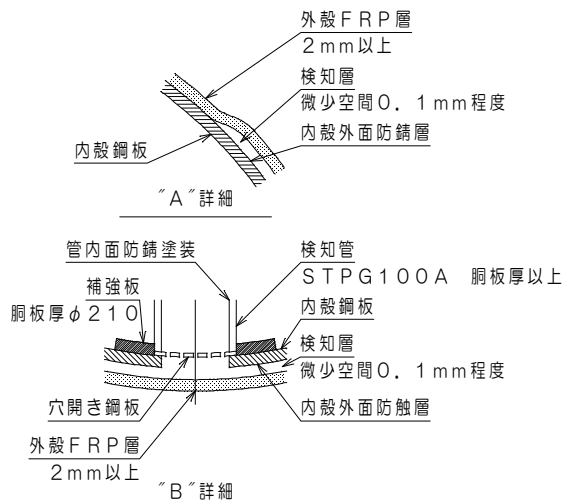 外殻ＦＲＰ層
２mm以上
検知層
微少空間０．１mm程度
内殻外面防錆層
内殻鋼板
"A"詳細
管内面防錆塗装
検知管
ＳＴＰＧ１００Ａ 胴板厚以上
補強板
胴板厚φ２１０
内殻鋼板
検知層
微少空間０．１mm程度
穴開き鋼板
内殻外面防触層
外殻ＦＲＰ層
２mm以上
"B"詳細